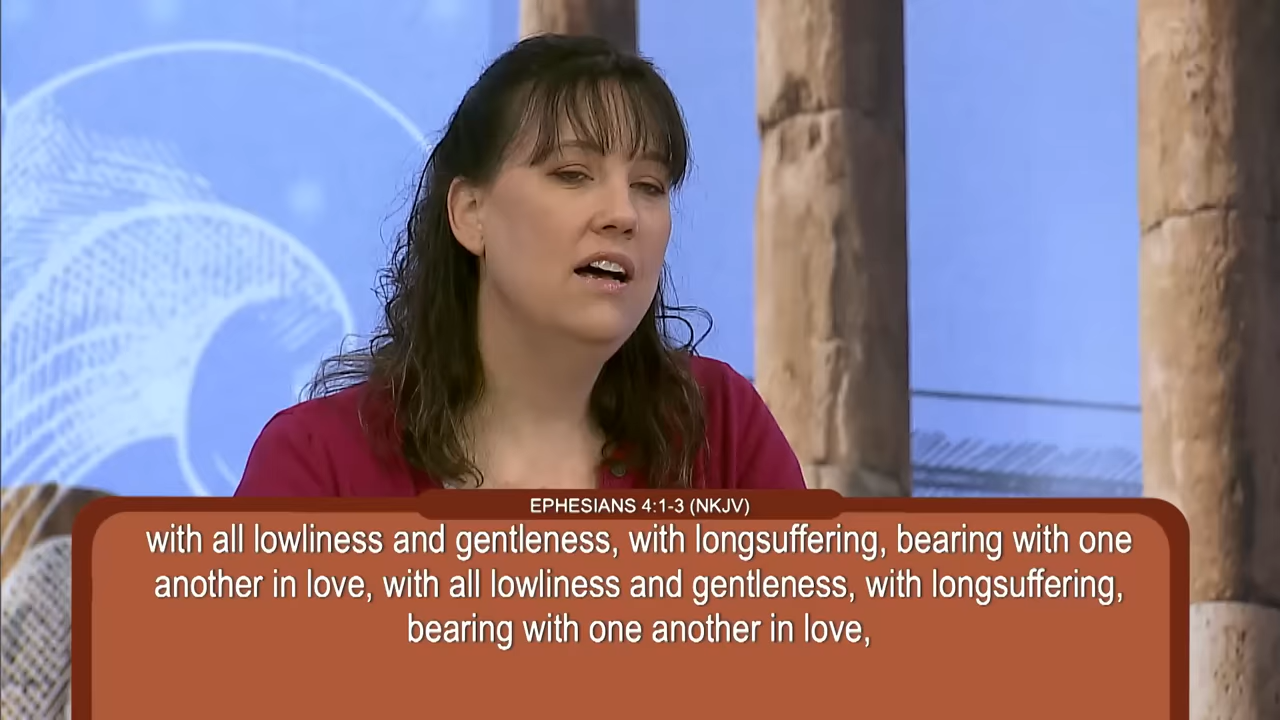 EPHESIANS 4:1-3 (NKJV)
with all lowliness and gentleness, with longsuffering, bearing with one
another in love, with all lowliness and gentleness, with longsuffering,
bearing with one another in love,